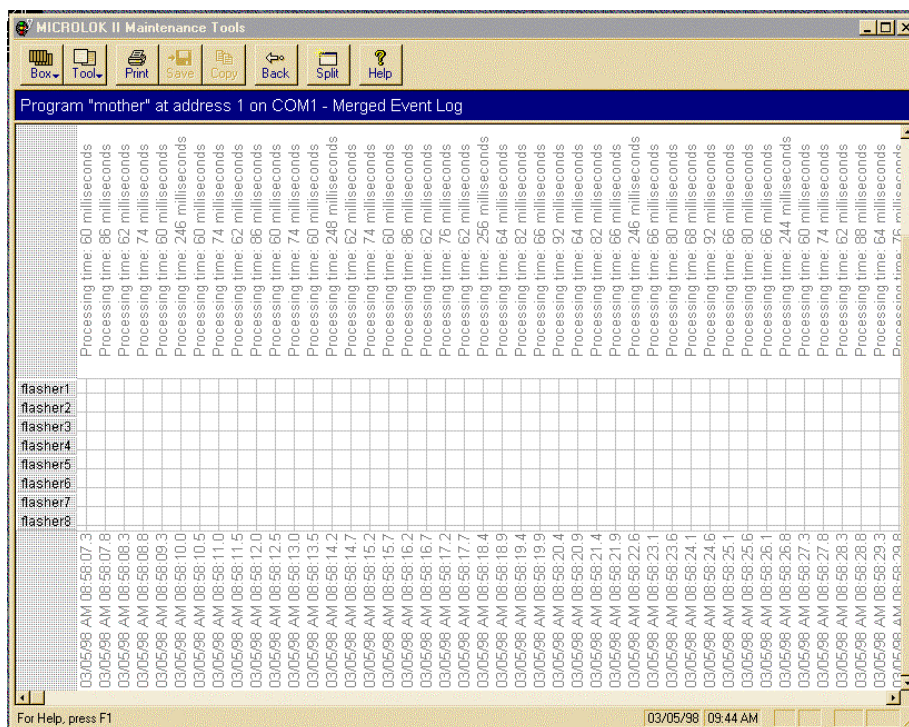 MICROLOK II Maintenance Tools
Box Tool Print Save Copy Back Split Help
Program "mother" at address 1 on COM1 - Merged Event Log
Processing time: 60 milliseconds
Processing time: 86 milliseconds
Processing time: 62 milliseconds
Processing time: 74 milliseconds
Processing time: 60 milliseconds
Processing time: 246 milliseconds
Processing time: 60 milliseconds
Processing time: 74 milliseconds
Processing time: 62 milliseconds
Processing time: 86 milliseconds
Processing time: 60 milliseconds
Processing time: 74 milliseconds
Processing time: 60 milliseconds
Processing time: 248 milliseconds
Processing time: 62 milliseconds
Processing time: 74 milliseconds
Processing time: 60 milliseconds
Processing time: 86 milliseconds
Processing time: 62 milliseconds
Processing time: 76 milliseconds
Processing time: 62 milliseconds
Processing time: 256 milliseconds
Processing time: 64 milliseconds
Processing time: 82 milliseconds
Processing time: 66 milliseconds
Processing time: 92 milliseconds
Processing time: 64 milliseconds
Processing time: 82 milliseconds
Processing time: 66 milliseconds
Processing time: 246 milliseconds
Processing time: 66 milliseconds
Processing time: 80 milliseconds
Processing time: 68 milliseconds
Processing time: 92 milliseconds
Processing time: 66 milliseconds
Processing time: 80 milliseconds
Processing time: 66 milliseconds
Processing time: 244 milliseconds
Processing time: 60 milliseconds
Processing time: 74 milliseconds
Processing time: 62 milliseconds
Processing time: 88 milliseconds
Processing time: 64 milliseconds
Processing time: 76 milliseconds
flasher1
flasher2
flasher3
flasher4
flasher5
flasher6
flasher7
flasher8
03/05/98 AM 08:58:07.3
03/05/98 AM 08:58:07.8
03/05/98 AM 08:58:08.3
03/05/98 AM 08:58:08.8
03/05/98 AM 08:58:09.3
03/05/98 AM 08:58:10.0
03/05/98 AM 08:58:10.5
03/05/98 AM 08:58:11.0
03/05/98 AM 08:58:11.5
03/05/98 AM 08:58:12.0
03/05/98 AM 08:58:12.5
03/05/98 AM 08:58:13.0
03/05/98 AM 08:58:13.5
03/05/98 AM 08:58:14.2
03/05/98 AM 08:58:14.7
03/05/98 AM 08:58:15.2
03/05/98 AM 08:58:15.7
03/05/98 AM 08:58:16.2
03/05/98 AM 08:58:16.7
03/05/98 AM 08:58:17.2
03/05/98 AM 08:58:17.7
03/05/98 AM 08:58:18.4
03/05/98 AM 08:58:18.9
03/05/98 AM 08:58:19.4
03/05/98 AM 08:58:19.9
03/05/98 AM 08:58:20.4
03/05/98 AM 08:58:20.9
03/05/98 AM 08:58:21.4
03/05/98 AM 08:58:21.9
03/05/98 AM 08:58:22.6
03/05/98 AM 08:58:23.1
03/05/98 AM 08:58:23.6
03/05/98 AM 08:58:24.1
03/05/98 AM 08:58:24.6
03/05/98 AM 08:58:25.1
03/05/98 AM 08:58:25.6
03/05/98 AM 08:58:26.1
03/05/98 AM 08:58:26.8
03/05/98 AM 08:58:27.3
03/05/98 AM 08:58:27.8
03/05/98 AM 08:58:28.3
03/05/98 AM 08:58:28.8
03/05/98 AM 08:58:29.3
03/05/98 AM 08:58:29.8
For Help, press F1
03/05/98 09:44 AM